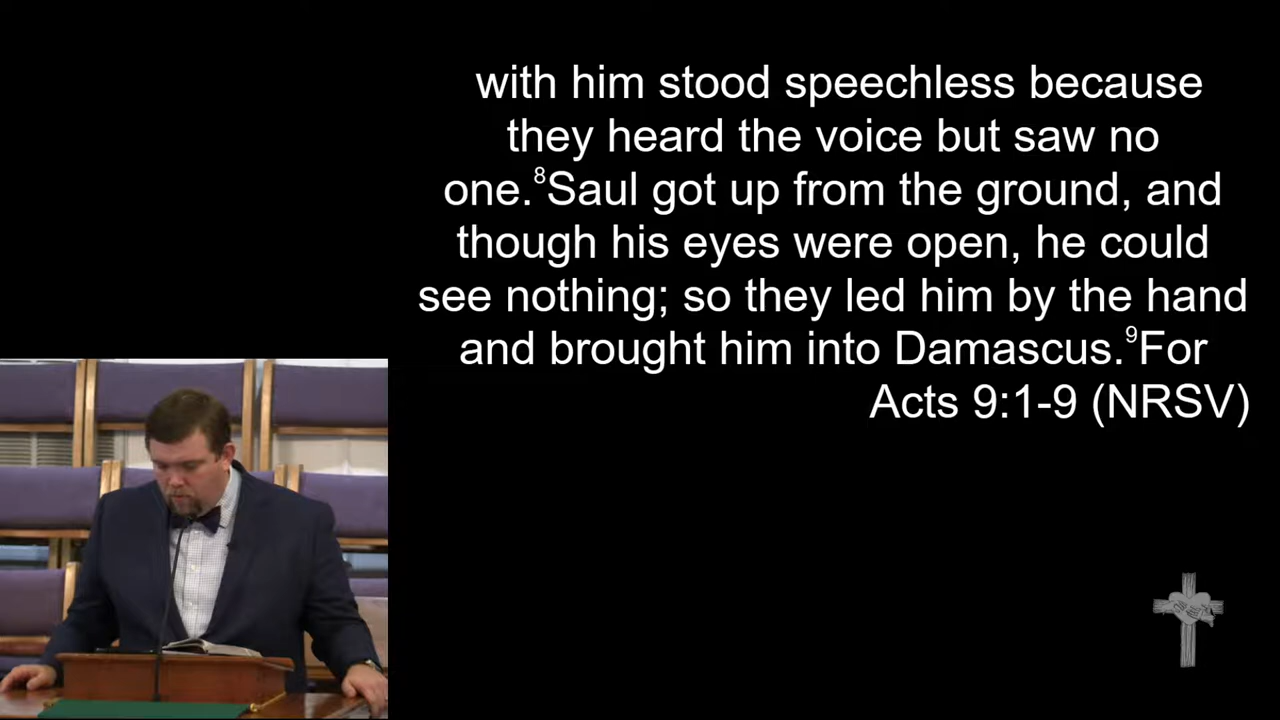 with him stood speechless because
they heard the voice but saw no
one.⁸Saul got up from the ground, and
though his eyes were open, he could
see nothing; so they led him by the hand
and brought him into Damascus.⁹For
Acts 9:1-9 (NRSV)